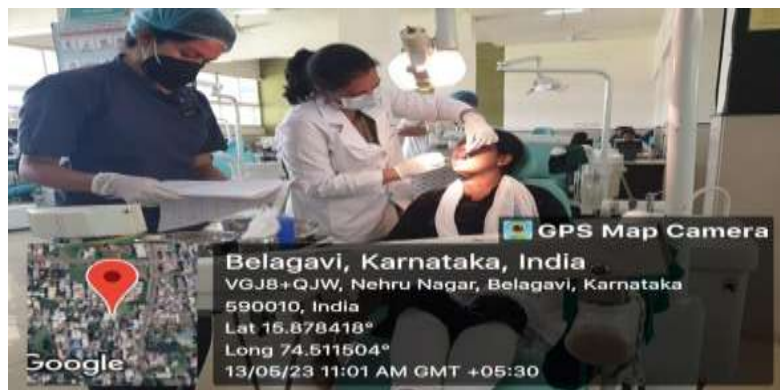 GPS Map Camera
Belagavi, Karnataka, India
VGJ8+QJW, Nehru Nagar, Belagavi, Karnataka
590010, India
Lat 15.878418°
Long 74.511504°
13/05/23 11:01 AM GMT +05:30
Google